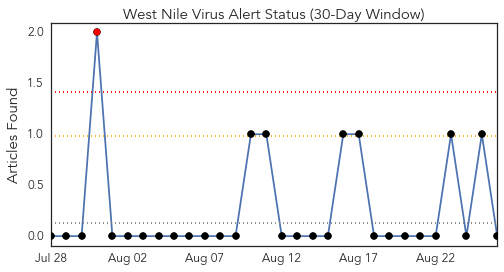 West Nile Virus Alert Status (30-Day Window)
Articles Found
2.0
1.5
1.0
0.5
0.0
Jul 28 Aug 02 Aug 07 Aug 12 Aug 17 Aug 22